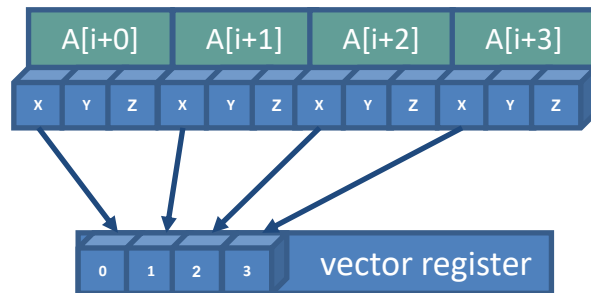 A[i+0] A[i+1] A[i+2] A[i+3]
X Y Z X Y Z X Y Z X Y Z
0 1 2 3 vector register